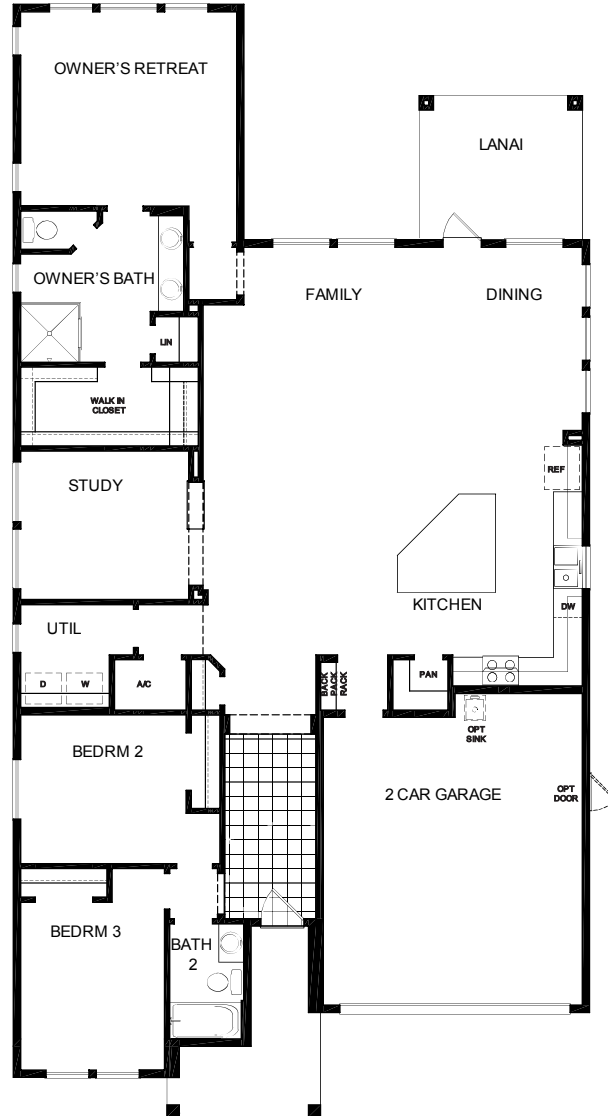 OWNER'S RETREAT
LANAI
OWNER'S BATH
FAMILY
DINING
LIN
WALK IN
CLOSET
REF
STUDY
KITCHEN
DW
UTIL
D
W
A/C
BACK
PACK
RACK
PAN
OPT
SINK
BEDRM 2
2 CAR GARAGE
OPT
DOOR
BEDRM 3
BATH
2